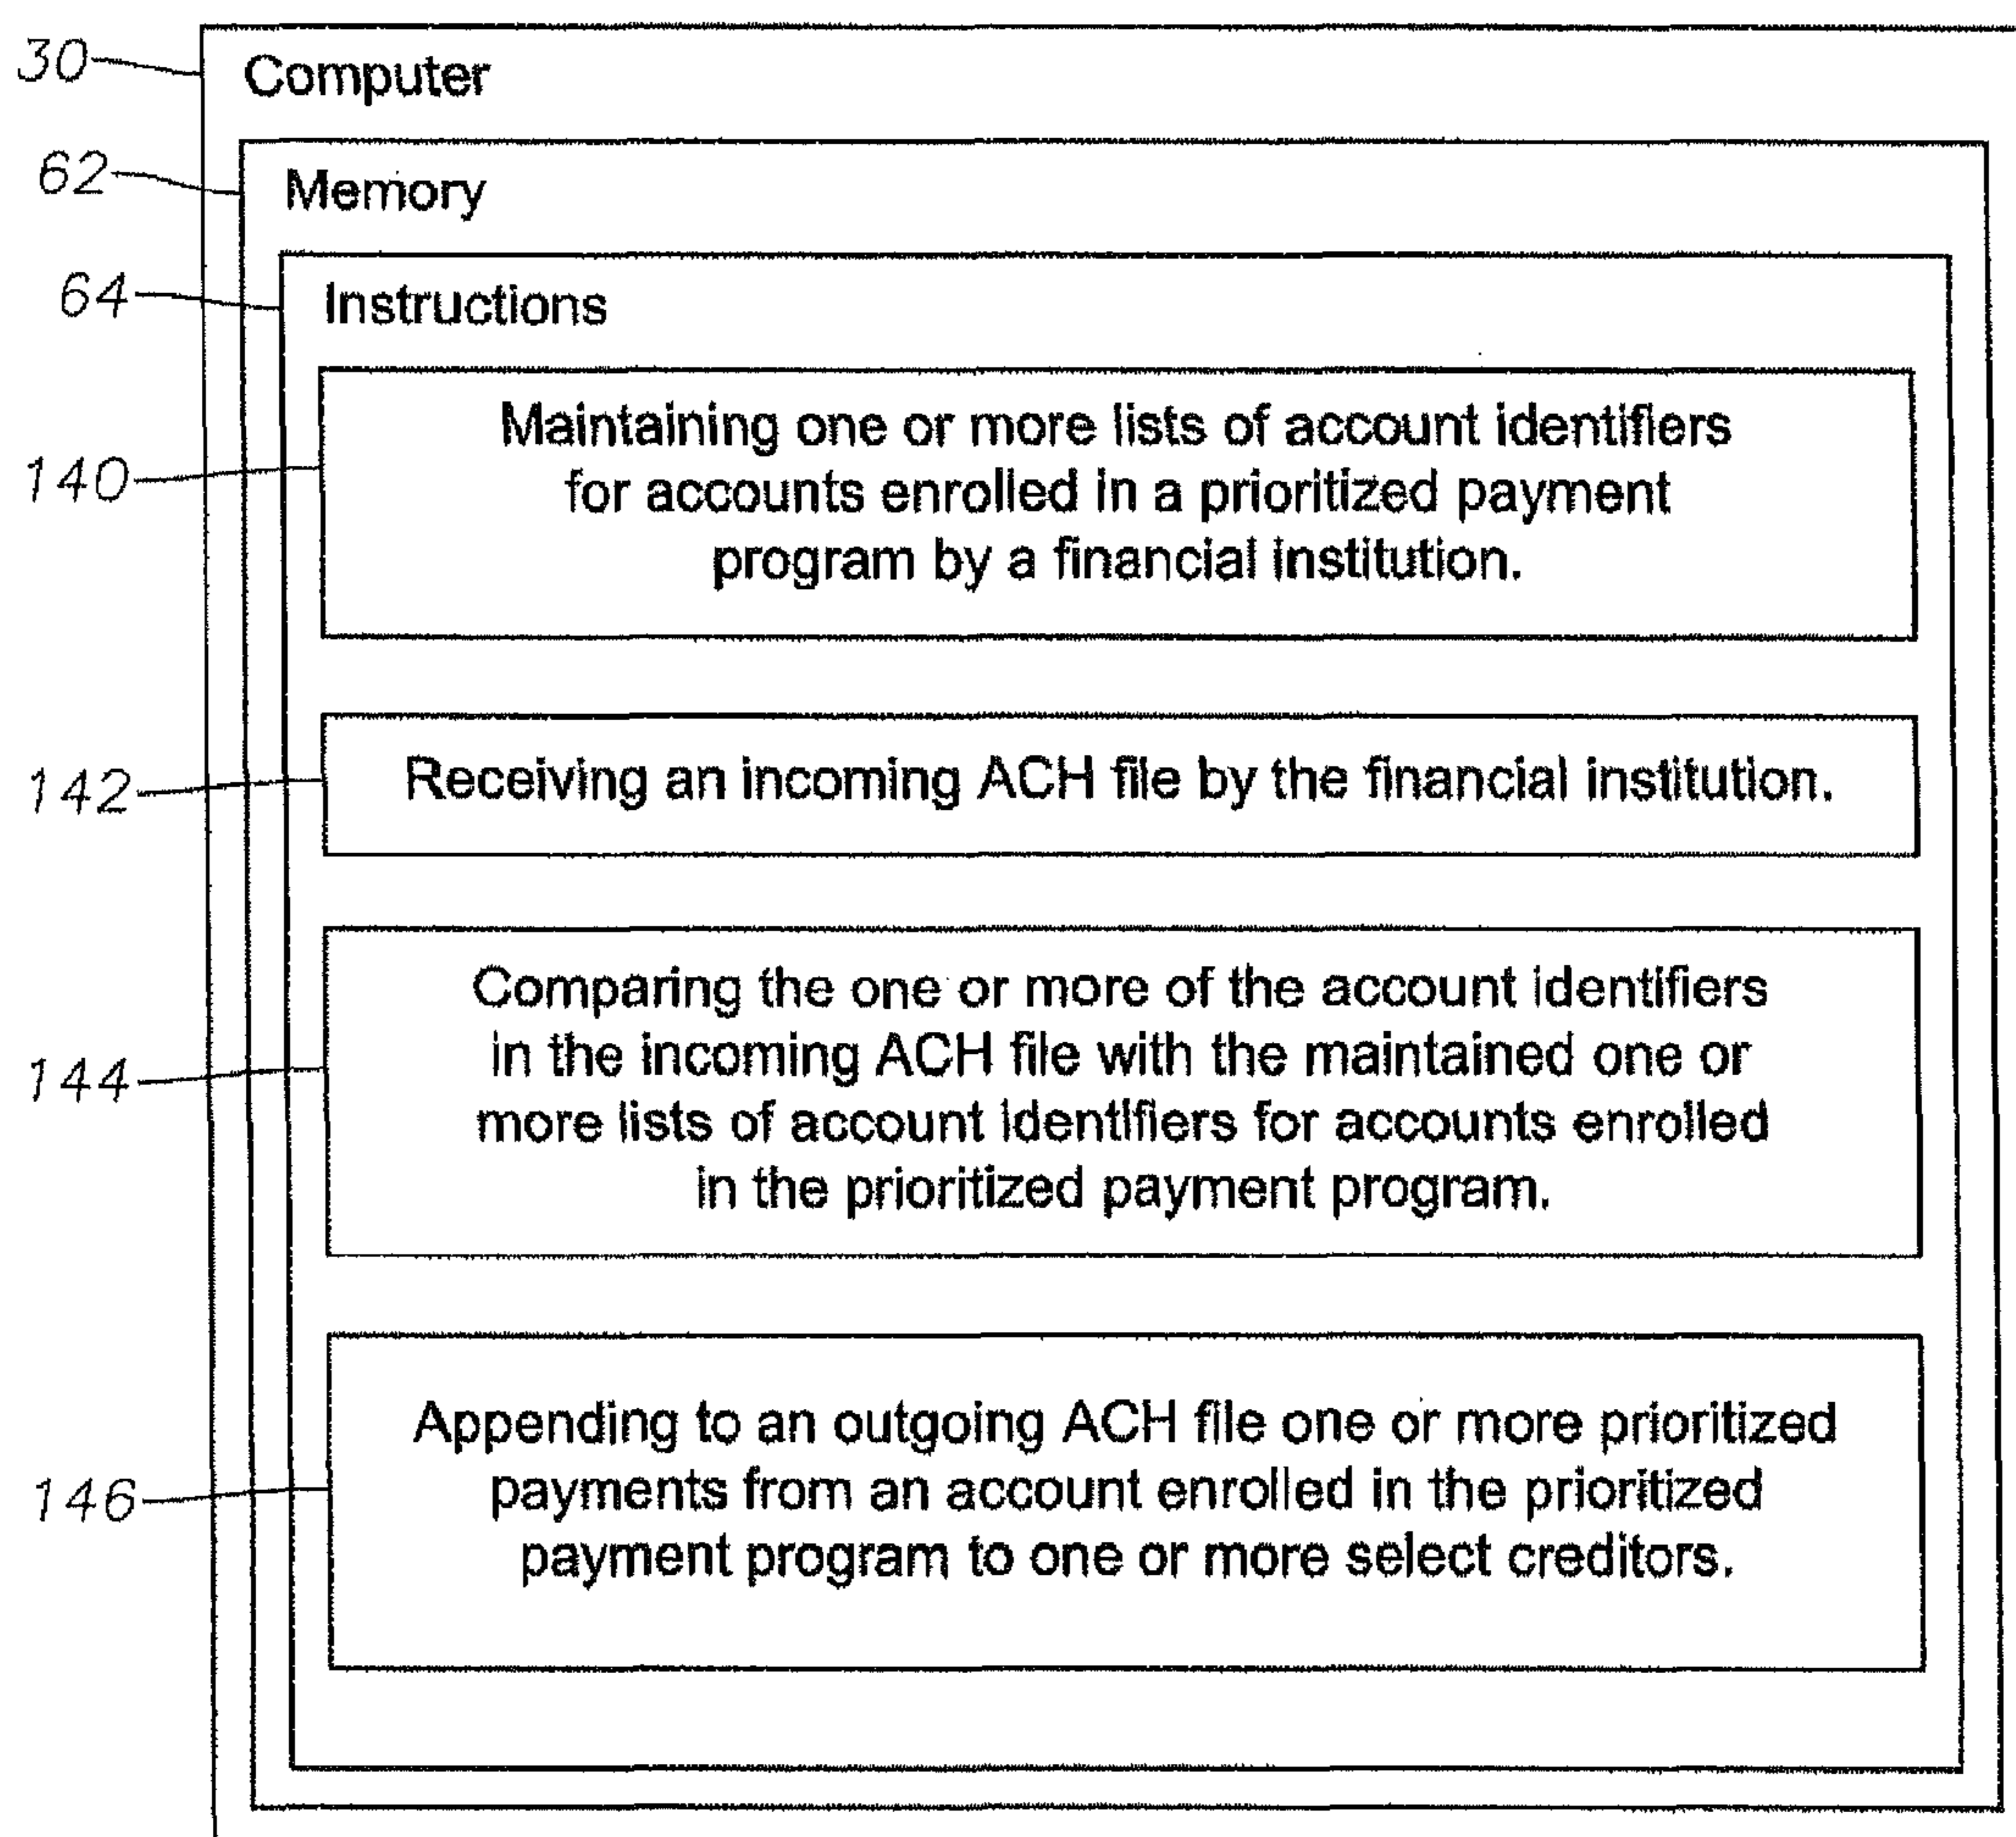 30
Computer
62
Memory
64
Instructions
140
Maintaining one or more lists of account identifiers
for accounts enrolled in a prioritized payment
program by a financial institution.
142
Receiving an incoming ACH file by the financial institution.
144
Comparing the one or more of the account identifiers
in the incoming ACH file with the maintained one or
more lists of account identifiers for accounts enrolled
in the prioritized payment program.
146
Appending to an outgoing ACH file one or more prioritized
payments from an account enrolled in the prioritized
payment program to one or more select creditors.